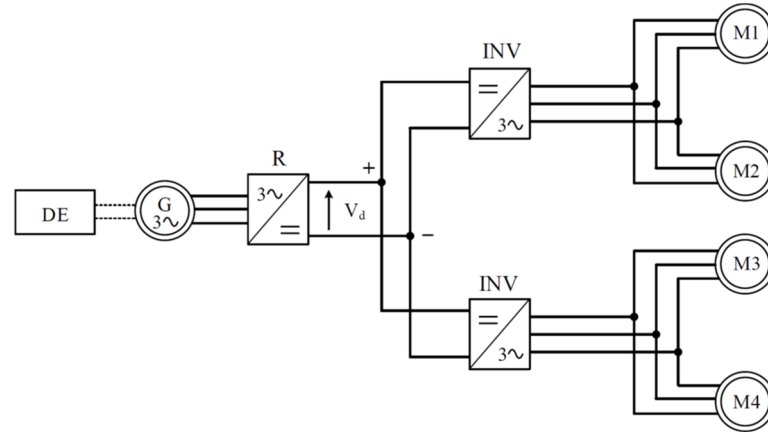 INV
M1
3~
M2
R
+
DE
G
3~
3~
V_d
−
INV
M3
3~
M4